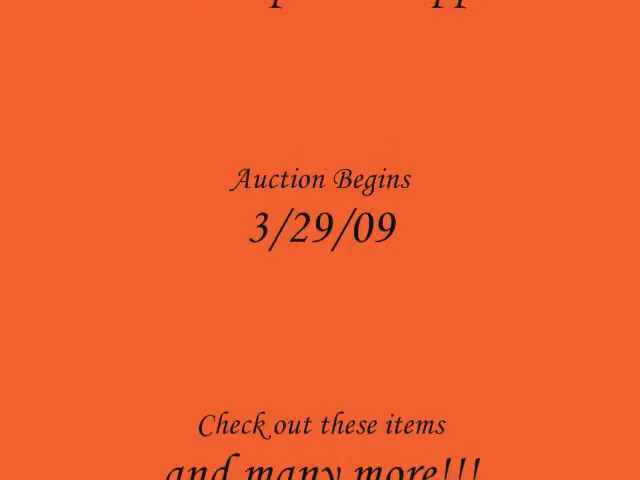 Auction Begins
3/29/09
Check out these items
and many more!!!